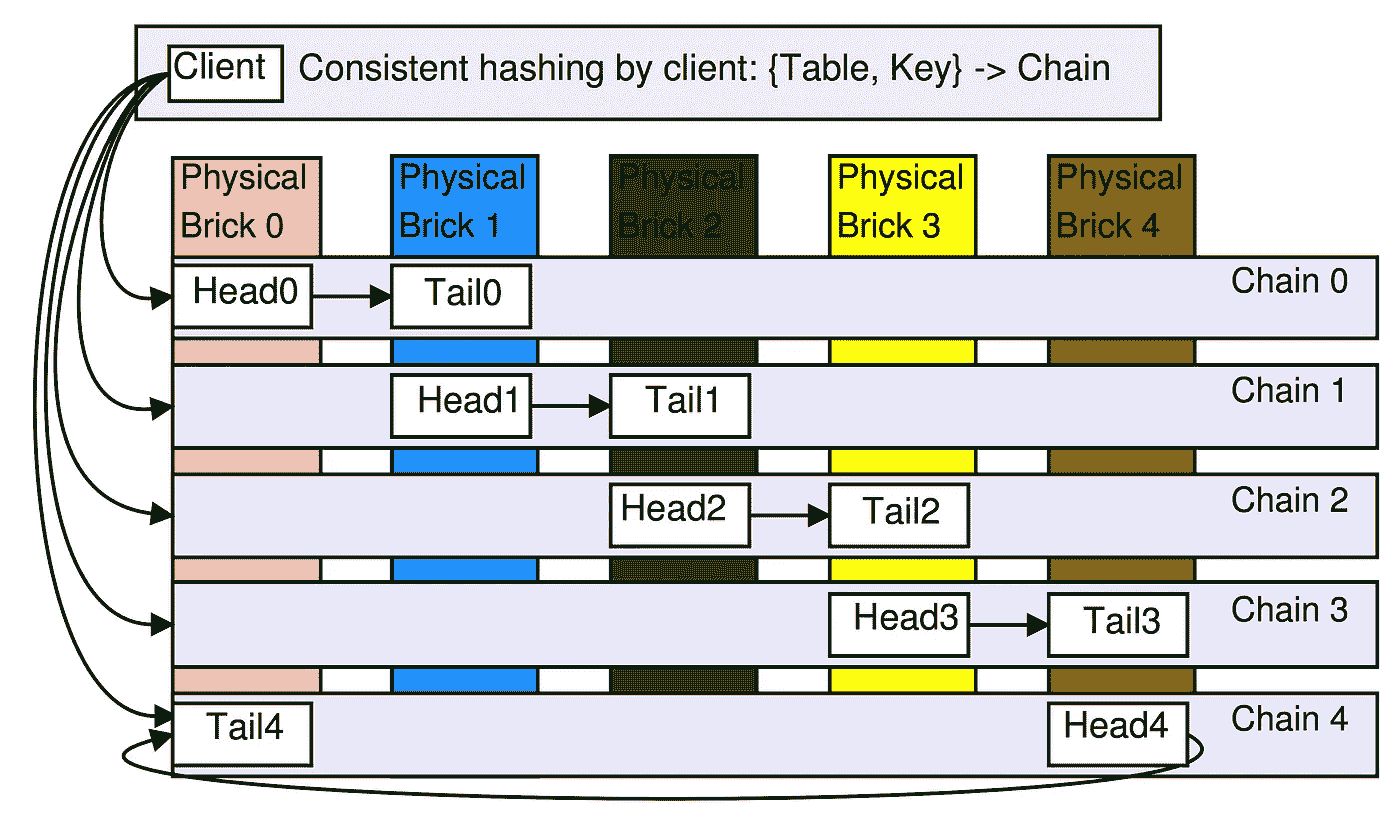 Client Consistent hashing by client: {Table, Key} -> Chain
Physical Brick 0
Physical Brick 1
Physical Brick 2
Physical Brick 3
Physical Brick 4
Head0 Tail0 Chain 0
Head1 Tail1 Chain 1
Head2 Tail2 Chain 2
Head3 Tail3 Chain 3
Tail4 Head4 Chain 4